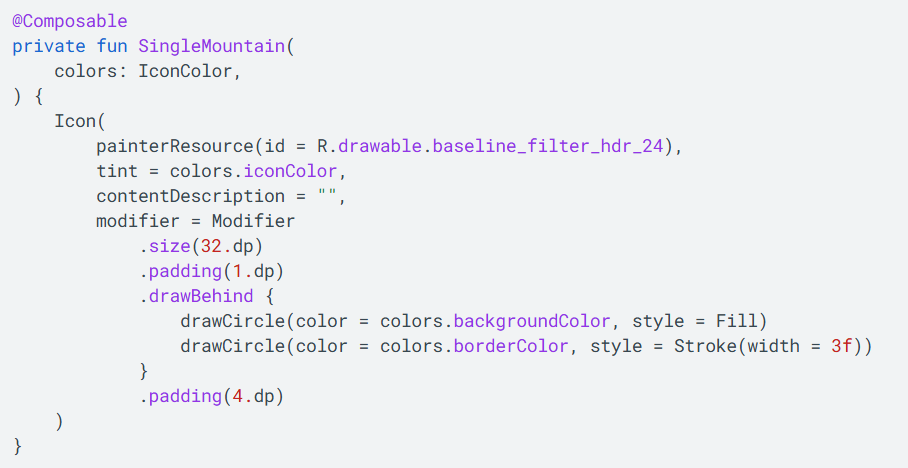 @Composable
private fun SingleMountain(
    colors: IconColor,
) {
    Icon(
        painterResource(id = R.drawable.baseline_filter_hdr_24),
        tint = colors.iconColor,
        contentDescription = "",
        modifier = Modifier
            .size(32.dp)
            .padding(1.dp)
            .drawBehind {
                drawCircle(color = colors.backgroundColor, style = Fill)
                drawCircle(color = colors.borderColor, style = Stroke(width = 3f))
            }
            .padding(4.dp)
    )
}